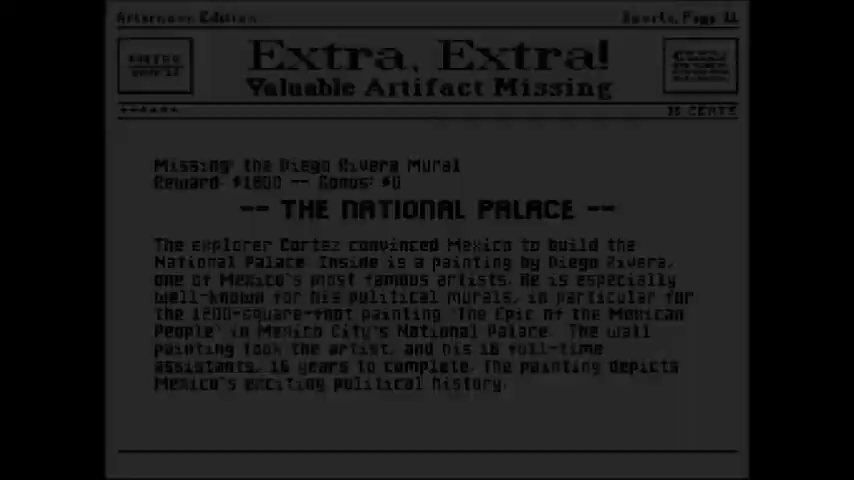 Afternoon Edition
Sports, Page 11
Extra, Extra!
Valuable Artifact Missing
35 CENTS
Missing: the Diego Rivera Mural
Reward: $1800 -- Bonus: $0
-- THE NATIONAL PALACE --
The explorer Cortez convinced Mexico to build the
National Palace. Inside is a painting by Diego Rivera,
one of Mexico's most famous artists. He is especially
well-known for his political murals, in particular for
the 1200-square-foot painting 'The Epic of the Mexican
People' in Mexico City's National Palace. The wall
painting took the artist, and his 16 full-time
assistants, 16 years to complete. The painting depicts
Mexico's exciting political history.